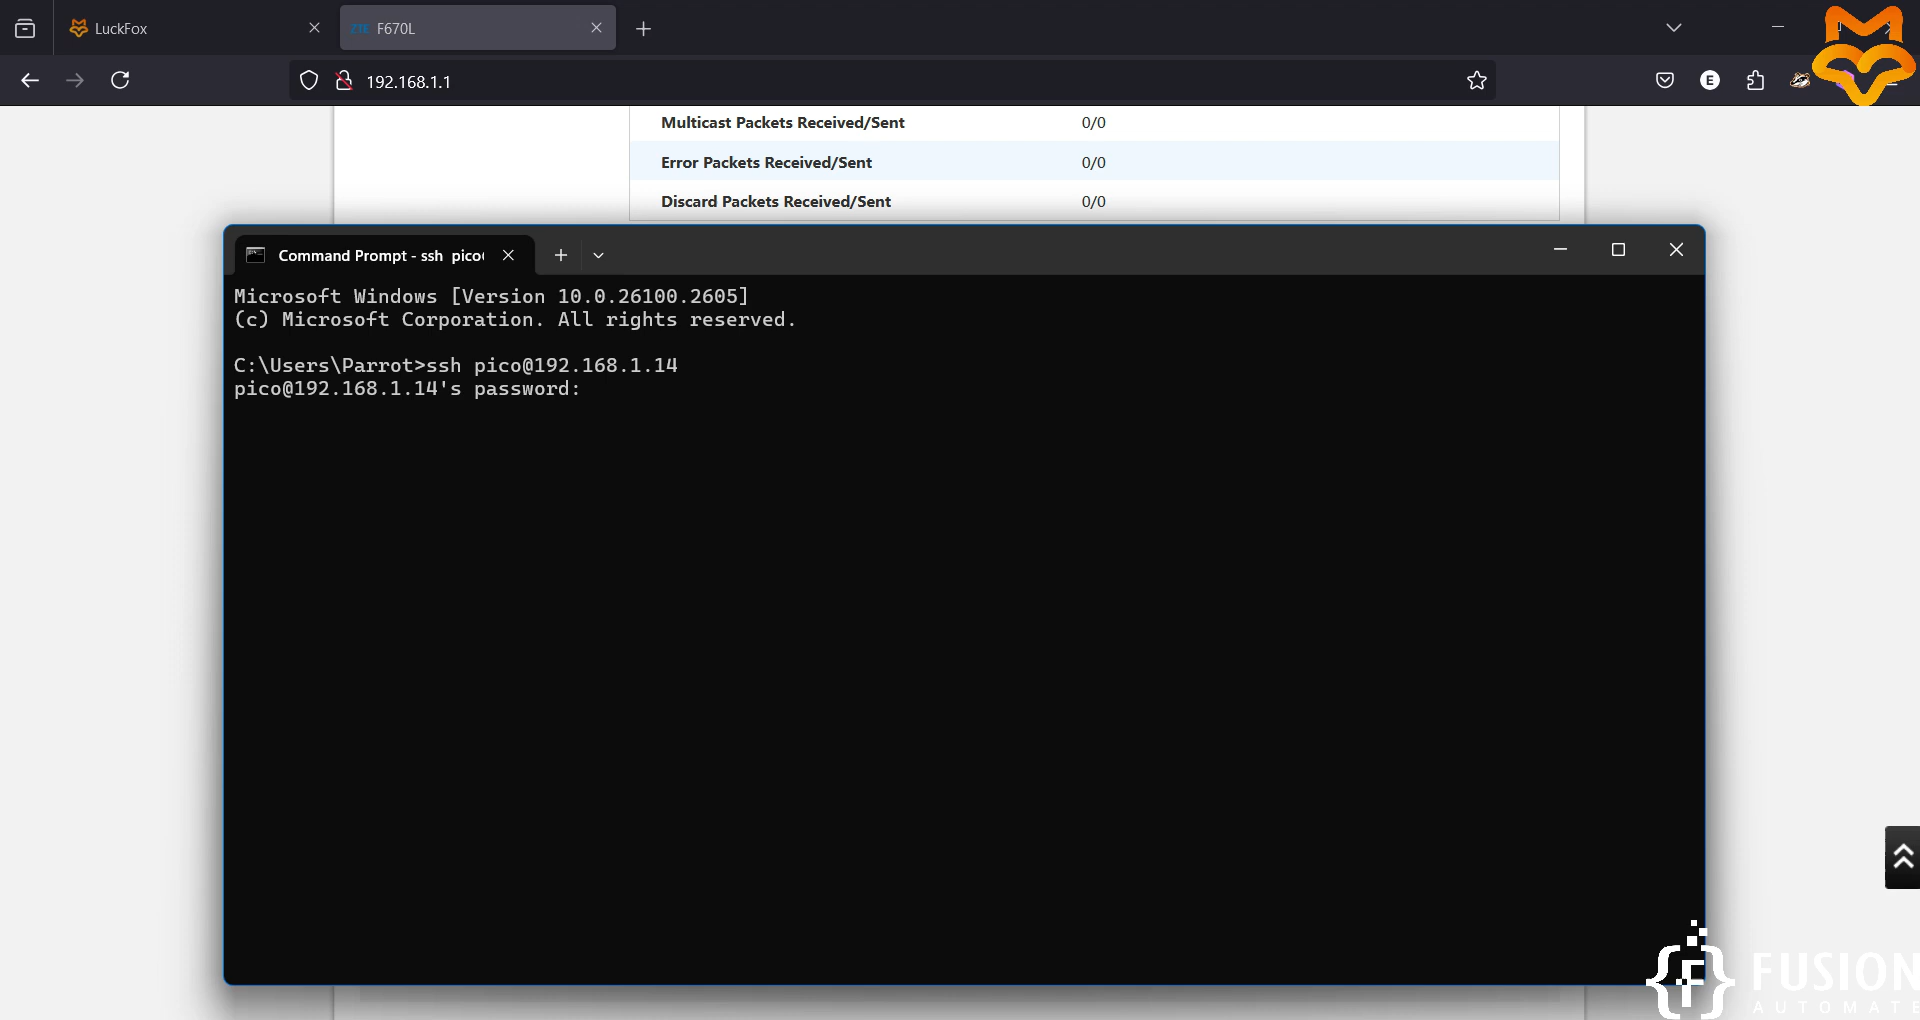 LuckFox
ZTE F670L
192.168.1.1
E
Multicast Packets Received/Sent 0/0
Error Packets Received/Sent 0/0
Discard Packets Received/Sent 0/0
Command Prompt - ssh pico
Microsoft Windows [Version 10.0.26100.2605]
(c) Microsoft Corporation. All rights reserved.
C:\Users\Parrot>ssh pico@192.168.1.14
pico@192.168.1.14's password:
{F} FUSION
AUTOMATE